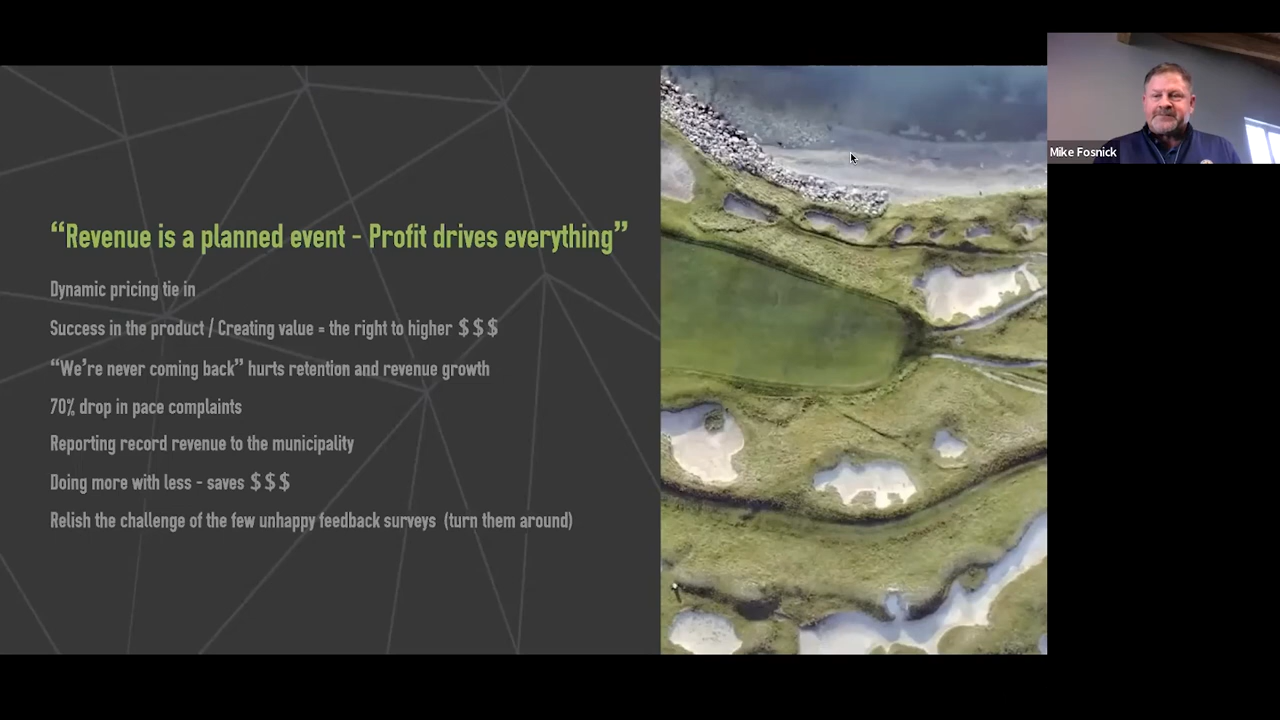 “Revenue is a planned event - Profit drives everything”
Dynamic pricing tie in
Success in the product / Creating value = the right to higher $$$
“We’re never coming back” hurts retention and revenue growth
70% drop in pace complaints
Reporting record revenue to the municipality
Doing more with less - saves $$$
Relish the challenge of the few unhappy feedback surveys (turn them around)
Mike Fosnick